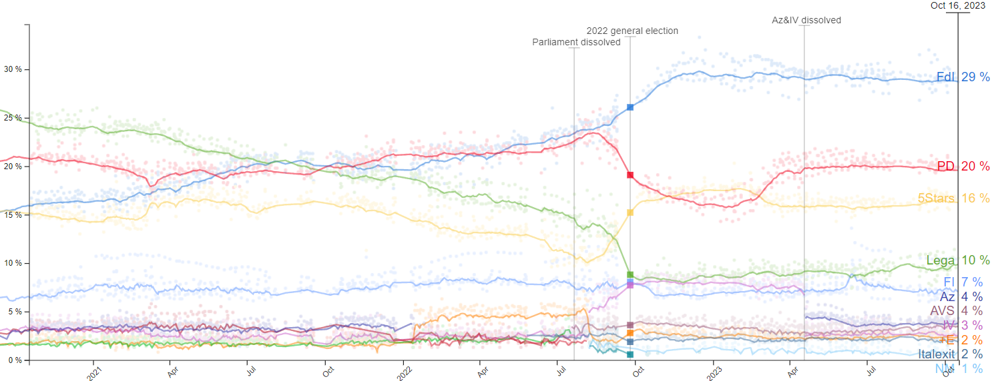 Oct 16, 2023
Az&IV dissolved
2022 general election
Parliament dissolved
30 %
25 %
20 %
15 %
10 %
5 %
0 %
FdI 29 %
PD 20 %
5Stars 16 %
Lega 10 %
FI 7 %
Az 4 %
AVS 4 %
IV 3 %
+E 2 %
Italexit 2 %
NM 1 %
2021
Apr
Jul
Oct
2022
Apr
Jul
Oct
2023
Apr
Jul
Oct